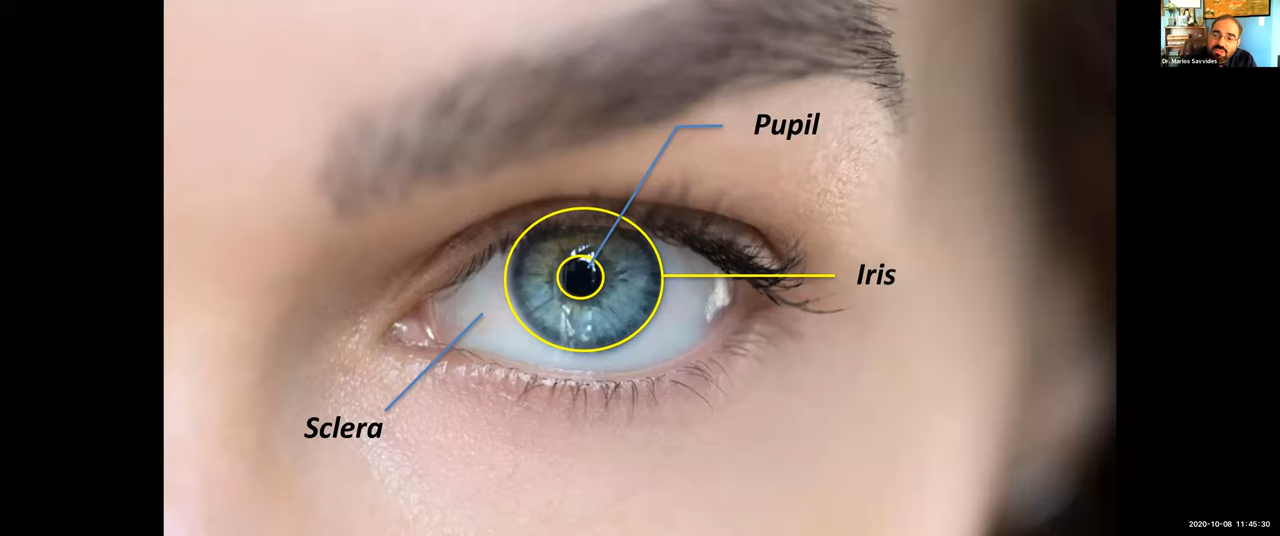 Pupil
Iris
Sclera
Dr. Marios Savvides
2020-10-08 11:45:30